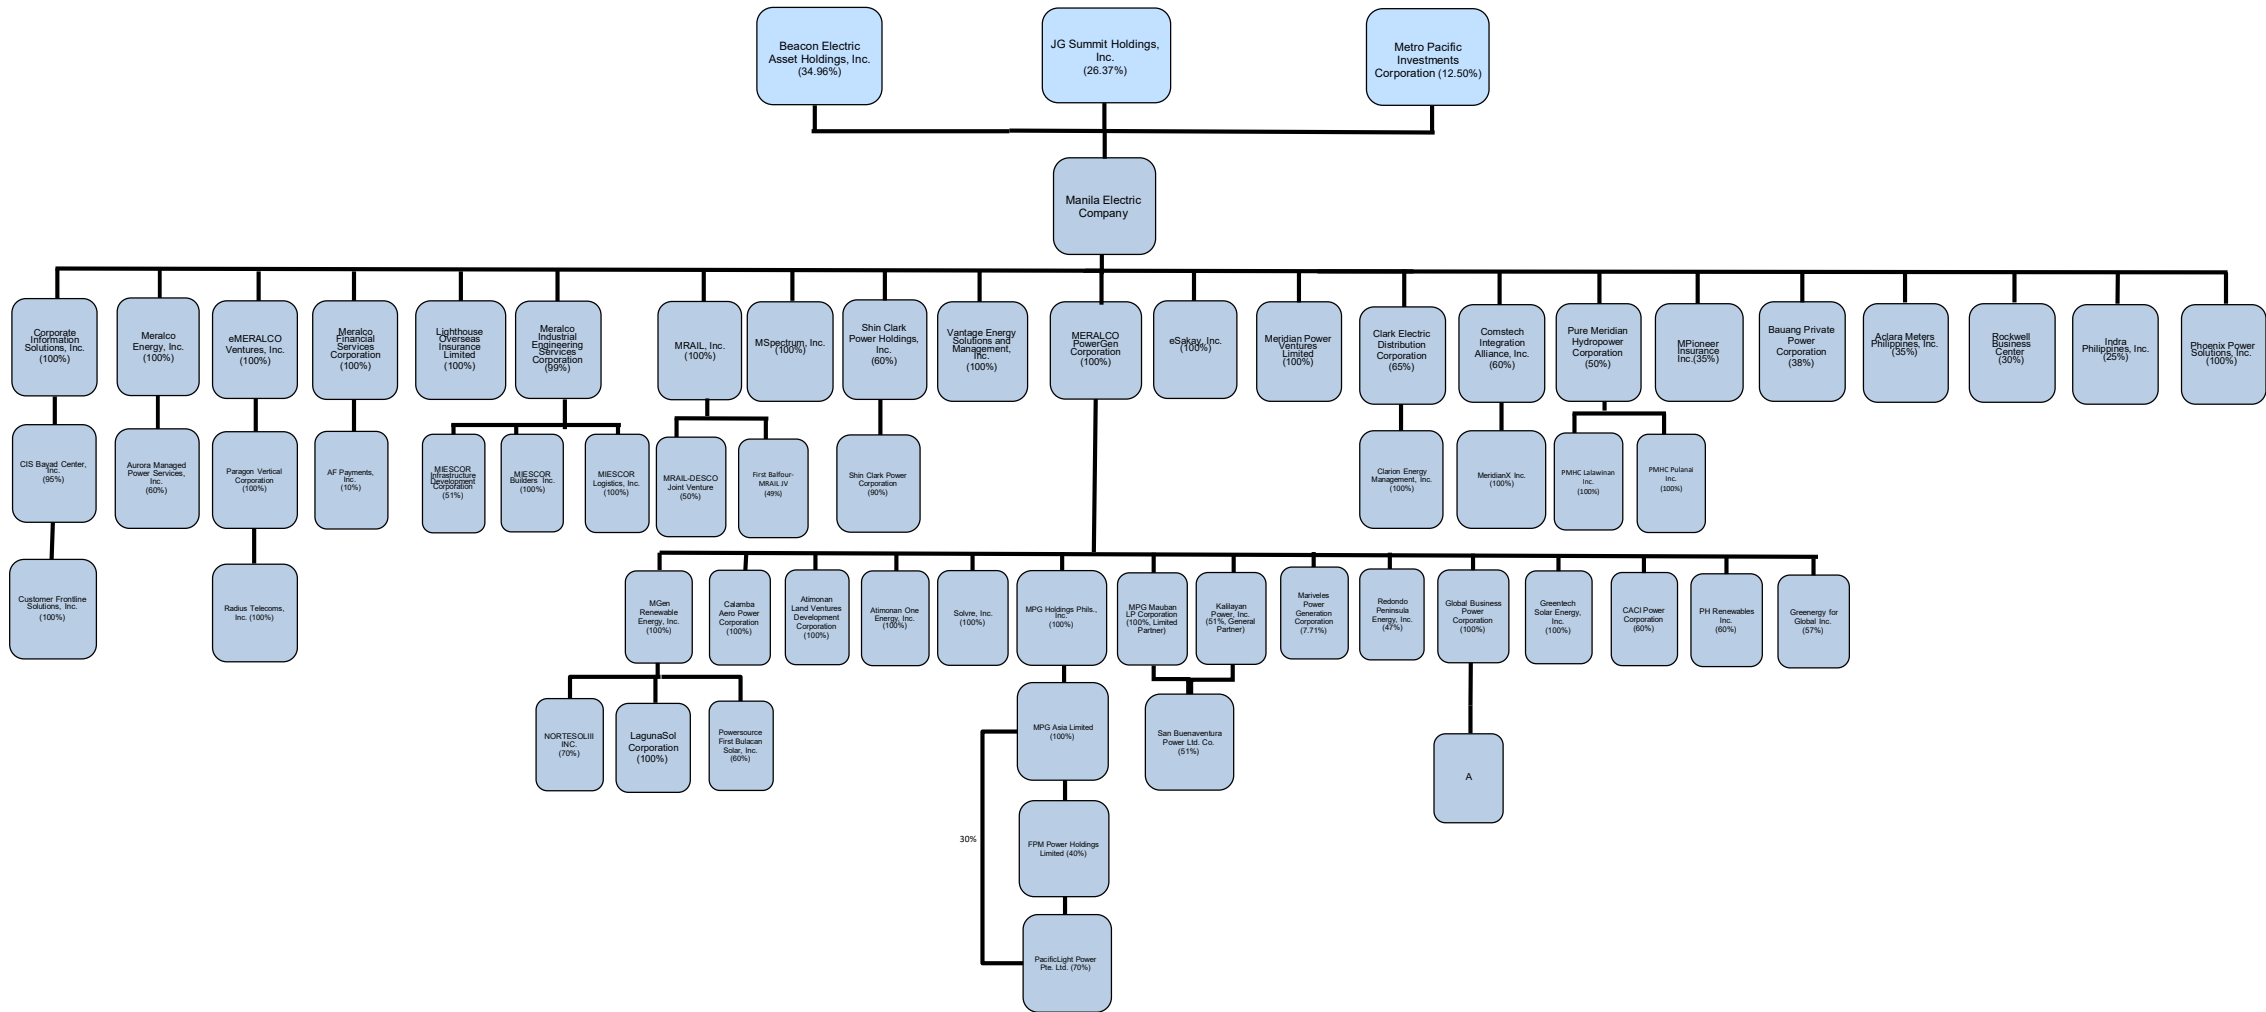 Beacon Electric
Asset Holdings, Inc.
(34.96%)
JG Summit Holdings,
Inc.
(26.37%)
Metro Pacific
Investments
Corporation (12.50%)
Manila Electric
Company
Corporate
Information
Solutions, Inc.
(100%)
Meralco
Energy, Inc.
(100%)
eMERALCO
Ventures, Inc.
(100%)
Meralco
Financial
Services
Corporation
(100%)
Lighthouse
Overseas
Insurance
Limited
(100%)
Meralco
Industrial
Engineering
Services
Corporation
(99%)
MRAIL, Inc.
(100%)
MSpectrum, Inc.
(100%)
Shin Clark
Power Holdings,
Inc.
(60%)
Vantage Energy
Solutions and
Management,
Inc.
(100%)
MERALCO
PowerGen
Corporation
(100%)
eSakay, Inc.
(100%)
Meridian Power
Ventures
Limited
(100%)
Clark Electric
Distribution
Corporation
(65%)
Comstech
Integration
Alliance, Inc.
(60%)
Pure Meridian
Hydropower
Corporation
(50%)
MPioneer
Insurance
Inc.(35%)
Bauang Private
Power
Corporation
(38%)
Aclara Meters
Philippines, Inc.
(35%)
Rockwell
Business
Center
(30%)
Indra
Philippines, Inc.
(25%)
Phoenix Power
Solutions, Inc.
(100%)
CIS Bayad Center,
Inc.
(95%)
Aurora Managed
Power Services,
Inc.
(60%)
Paragon Vertical
Corporation
(100%)
AF Payments,
Inc.
(10%)
MIESCOR
Infrastructure
Development
Corporation
(51%)
MIESCOR
Builders Inc.
(100%)
MIESCOR
Logistics, Inc.
(100%)
MRAIL-DESCO
Joint Venture
(50%)
First Balfour-
MRAIL JV
(49%)
Shin Clark Power
Corporation
(90%)
Clarion Energy
Management, Inc.
(100%)
MeridianX Inc.
(100%)
PMHC Lalawinan
Inc.
(100%)
PMHC Pulanai
Inc.
(100%)
Customer Frontline
Solutions, Inc.
(100%)
Radius Telecoms,
Inc. (100%)
MGen
Renewable
Energy, Inc.
(100%)
Calamba
Aero Power
Corporation
(100%)
Atimonan
Land Ventures
Development
Corporation
(100%)
Atimonan One
Energy, Inc.
(100%)
Solvre, Inc.
(100%)
MPG Holdings Phils.,
Inc.
(100%)
MPG Mauban
LP Corporation
(100%, Limited
Partner)
Kalilayan
Power, Inc.
(51%, General
Partner)
Mariveles
Power
Generation
Corporation
(7.71%)
Redondo
Peninsula
Energy, Inc.
(47%)
Global Business
Power
Corporation
(100%)
Greentech
Solar Energy,
Inc.
(100%)
CACI Power
Corporation
(60%)
PH Renewables
Inc.
(60%)
Greenergy for
Global Inc.
(57%)
NORTESOLIII
INC.
(70%)
LagunaSol
Corporation
(100%)
Powersource
First Bulacan
Solar, Inc.
(60%)
MPG Asia Limited
(100%)
San Buenaventura
Power Ltd. Co.
(51%)
A
30%
FPM Power Holdings
Limited (40%)
PacificLight Power
Pte. Ltd. (70%)